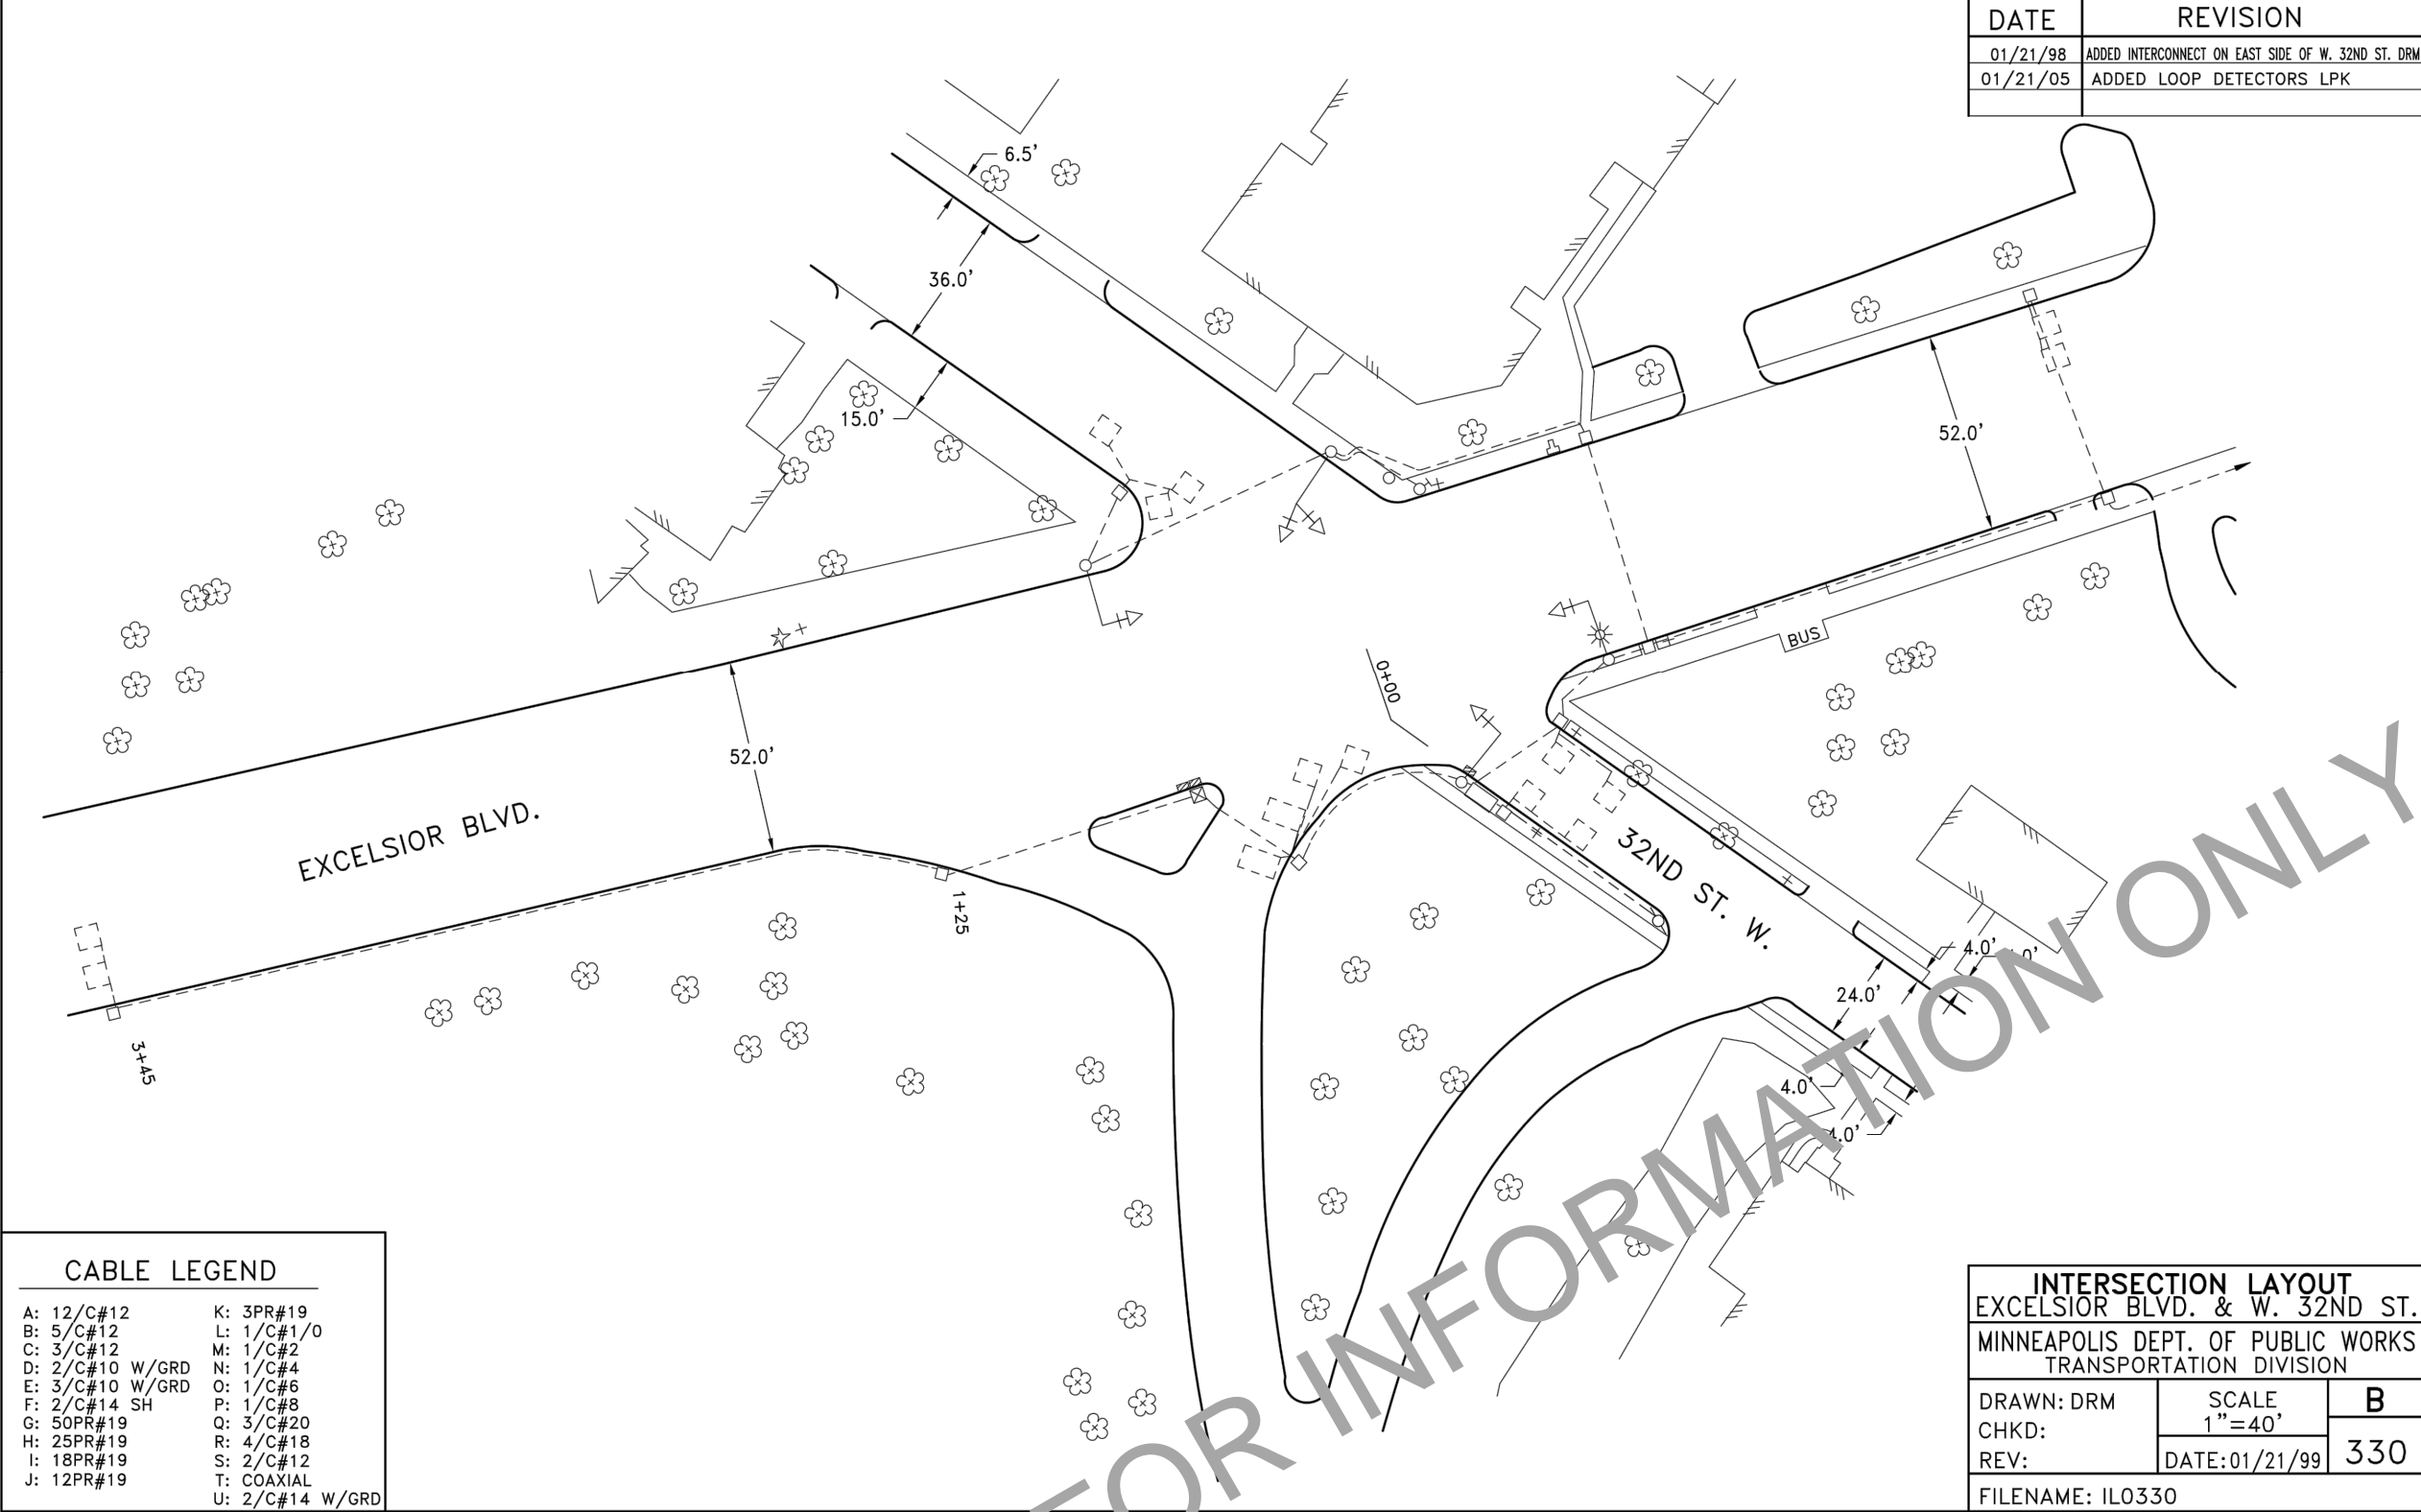 DATE REVISION
01/21/98 ADDED INTERCONNECT ON EAST SIDE OF W. 32ND ST. DRM
01/21/05 ADDED LOOP DETECTORS LPK
6.5'
36.0'
15.0'
52.0'
BUS
0+00
52.0'
EXCELSIOR BLVD.
32ND ST. W.
1+25
3+45
4.0'
24.0'
4.0'
4.0'
FOR INFORMATION ONLY
CABLE LEGEND
A: 12/C#12
B: 5/C#12
C: 3/C#12
D: 2/C#10 W/GRD
E: 3/C#10 W/GRD
F: 2/C#14 SH
G: 50PR#19
H: 25PR#19
I: 18PR#19
J: 12PR#19
K: 3PR#19
L: 1/C#1/0
M: 1/C#2
N: 1/C#4
O: 1/C#6
P: 1/C#8
Q: 3/C#20
R: 4/C#18
S: 2/C#12
T: COAXIAL
U: 2/C#14 W/GRD
INTERSECTION LAYOUT
EXCELSIOR BLVD. & W. 32ND ST.
MINNEAPOLIS DEPT. OF PUBLIC WORKS
TRANSPORTATION DIVISION
DRAWN: DRM
CHKD:
REV:
SCALE
1"=40'
DATE:01/21/99
B
330
FILENAME: IL0330